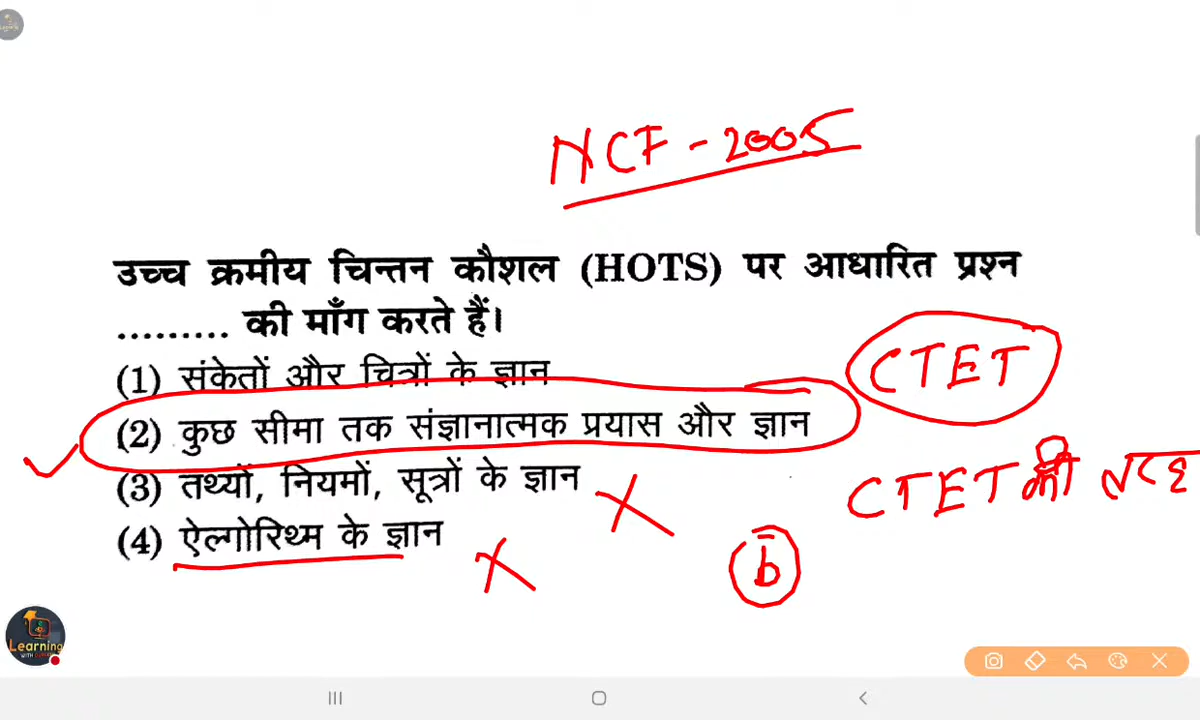 NCF - 2005
उच्च क्रमीय चिन्तन कौशल (HOTS) पर आधारित प्रश्न
......... की माँग करते हैं।
(1) संकेतों और चित्रों के ज्ञान
CTET
(2) कुछ सीमा तक संज्ञानात्मक प्रयास और ज्ञान
(3) तथ्यों, नियमों, सूत्रों के ज्ञान
CTET की
(4) ऐल्गोरिथ्म के ज्ञान
b
Learning